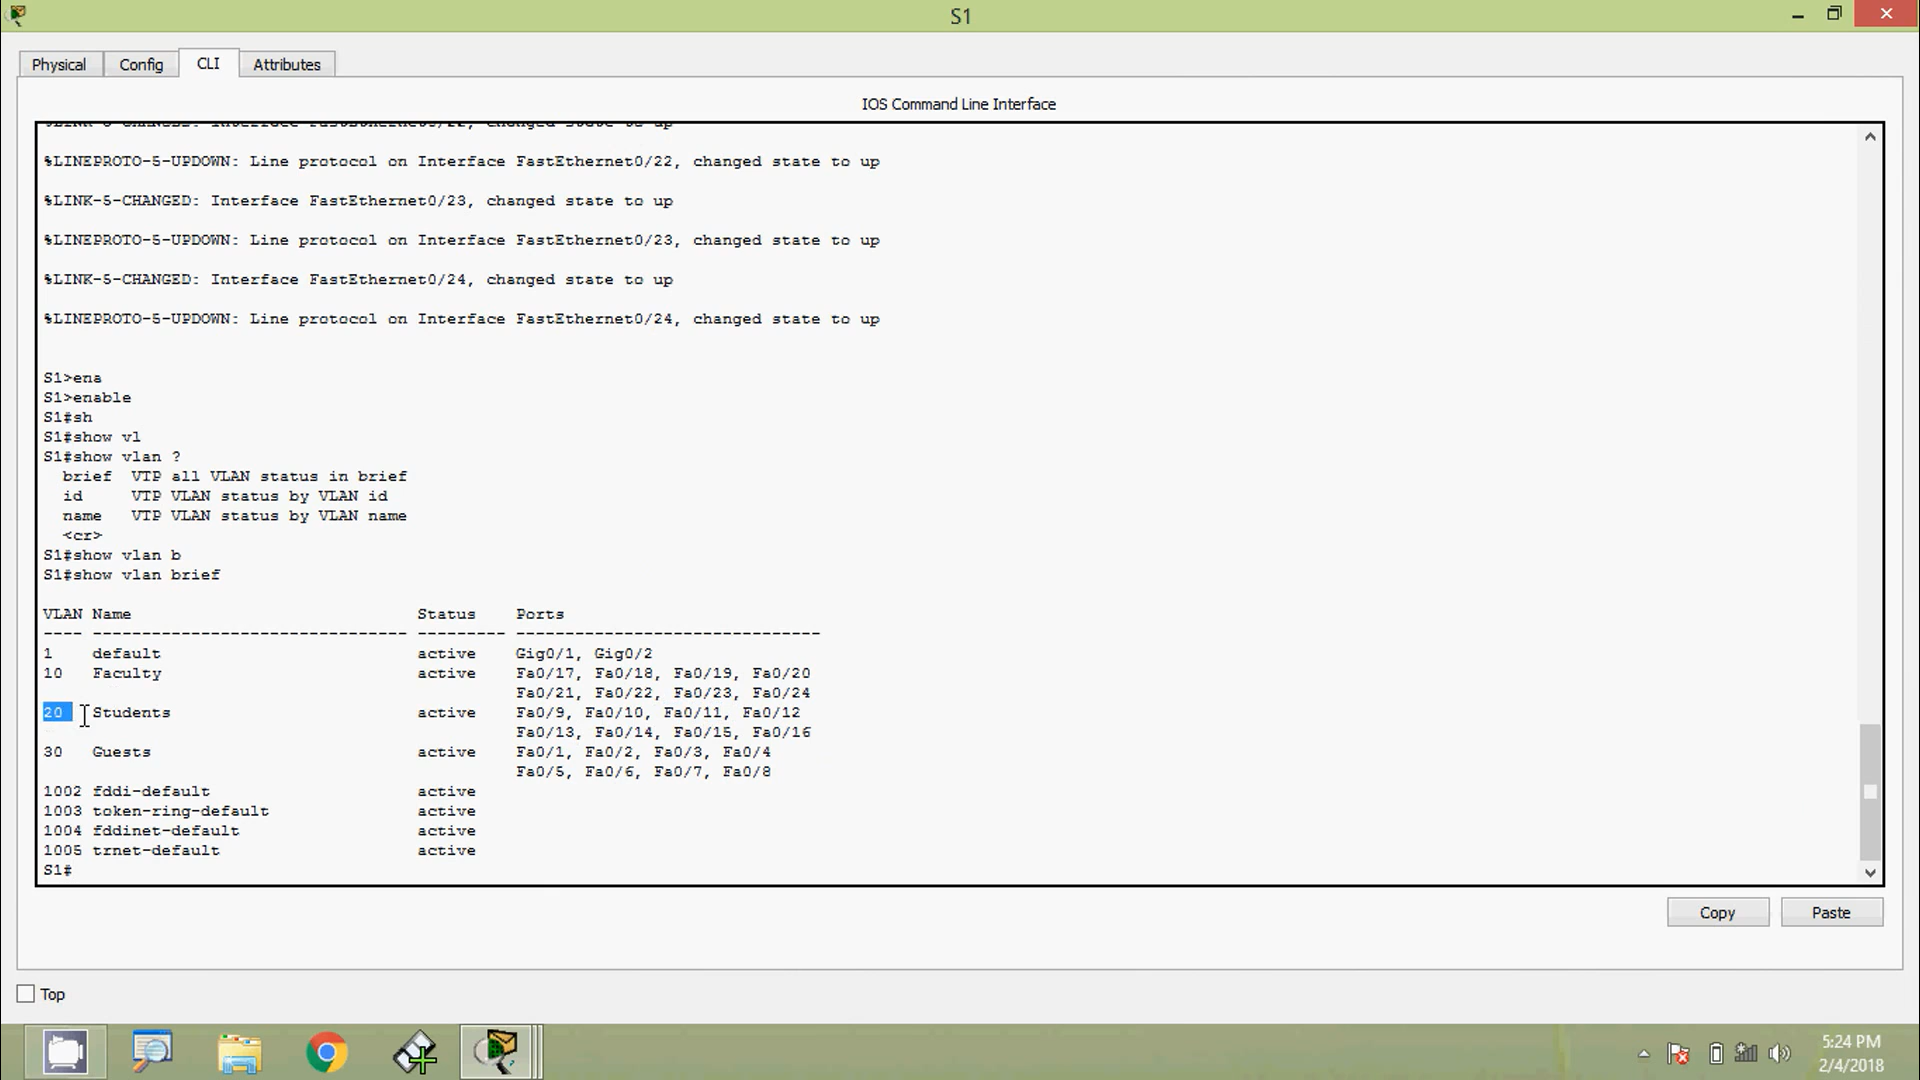 S1
Physical Config CLI Attributes
IOS Command Line Interface
%LINK-5-CHANGED: Interface FastEthernet0/22, changed state to up
%LINEPROTO-5-UPDOWN: Line protocol on Interface FastEthernet0/22, changed state to up
%LINK-5-CHANGED: Interface FastEthernet0/23, changed state to up
%LINEPROTO-5-UPDOWN: Line protocol on Interface FastEthernet0/23, changed state to up
%LINK-5-CHANGED: Interface FastEthernet0/24, changed state to up
%LINEPROTO-5-UPDOWN: Line protocol on Interface FastEthernet0/24, changed state to up
S1>ena
S1>enable
S1#sh
S1#show vl
S1#show vlan ?
brief VTP all VLAN status in brief
id VTP VLAN status by VLAN id
name VTP VLAN status by VLAN name
<cr>
S1#show vlan b
S1#show vlan brief
VLAN Name Status Ports
---- -------------------------------- --------- -------------------------------
1 default active Gig0/1, Gig0/2
10 Faculty active Fa0/17, Fa0/18, Fa0/19, Fa0/20
Fa0/21, Fa0/22, Fa0/23, Fa0/24
20 Students active Fa0/9, Fa0/10, Fa0/11, Fa0/12
Fa0/13, Fa0/14, Fa0/15, Fa0/16
30 Guests active Fa0/1, Fa0/2, Fa0/3, Fa0/4
Fa0/5, Fa0/6, Fa0/7, Fa0/8
1002 fddi-default active
1003 token-ring-default active
1004 fddinet-default active
1005 trnet-default active
S1#
Copy Paste
Top
5:24 PM
2/4/2018